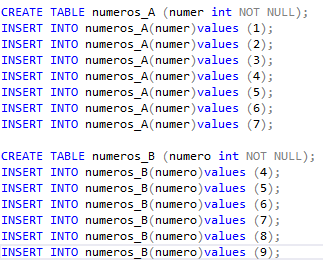 CREATE TABLE numeros_A (numer int NOT NULL);
INSERT INTO numeros_A(numer)values (1);
INSERT INTO numeros_A(numer)values (2);
INSERT INTO numeros_A(numer)values (3);
INSERT INTO numeros_A(numer)values (4);
INSERT INTO numeros_A(numer)values (5);
INSERT INTO numeros_A(numer)values (6);
INSERT INTO numeros_A(numer)values (7);
CREATE TABLE numeros_B (numero int NOT NULL);
INSERT INTO numeros_B(numero)values (4);
INSERT INTO numeros_B(numero)values (5);
INSERT INTO numeros_B(numero)values (6);
INSERT INTO numeros_B(numero)values (7);
INSERT INTO numeros_B(numero)values (8);
INSERT INTO numeros_B(numero)values (9);